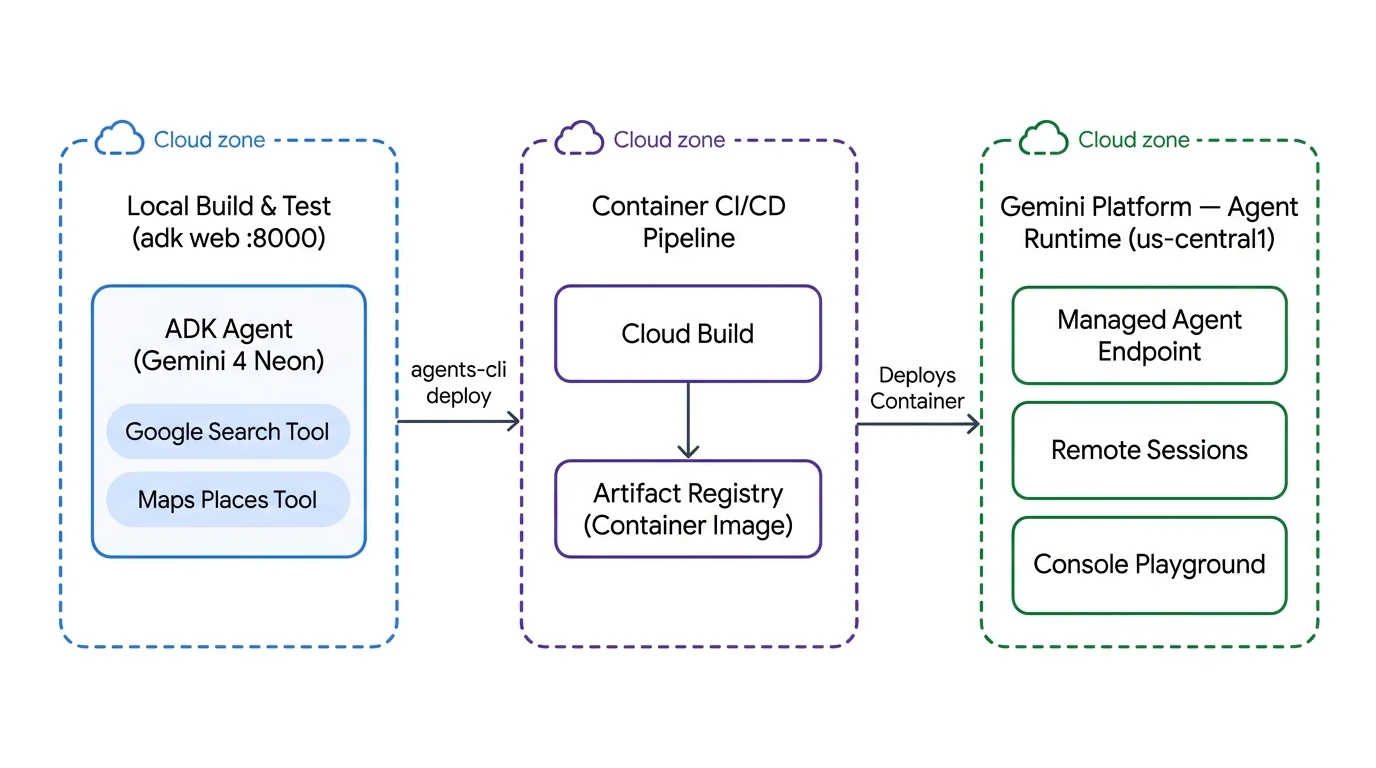 Cloud zone
Local Build & Test
(adk web :8000)
ADK Agent
(Gemini 4 Neon)
Google Search Tool
Maps Places Tool
agents-cli
deploy
Cloud zone
Container CI/CD
Pipeline
Cloud Build
Artifact Registry
(Container Image)
Deploys
Container
Cloud zone
Gemini Platform — Agent
Runtime (us-central1)
Managed Agent
Endpoint
Remote Sessions
Console Playground